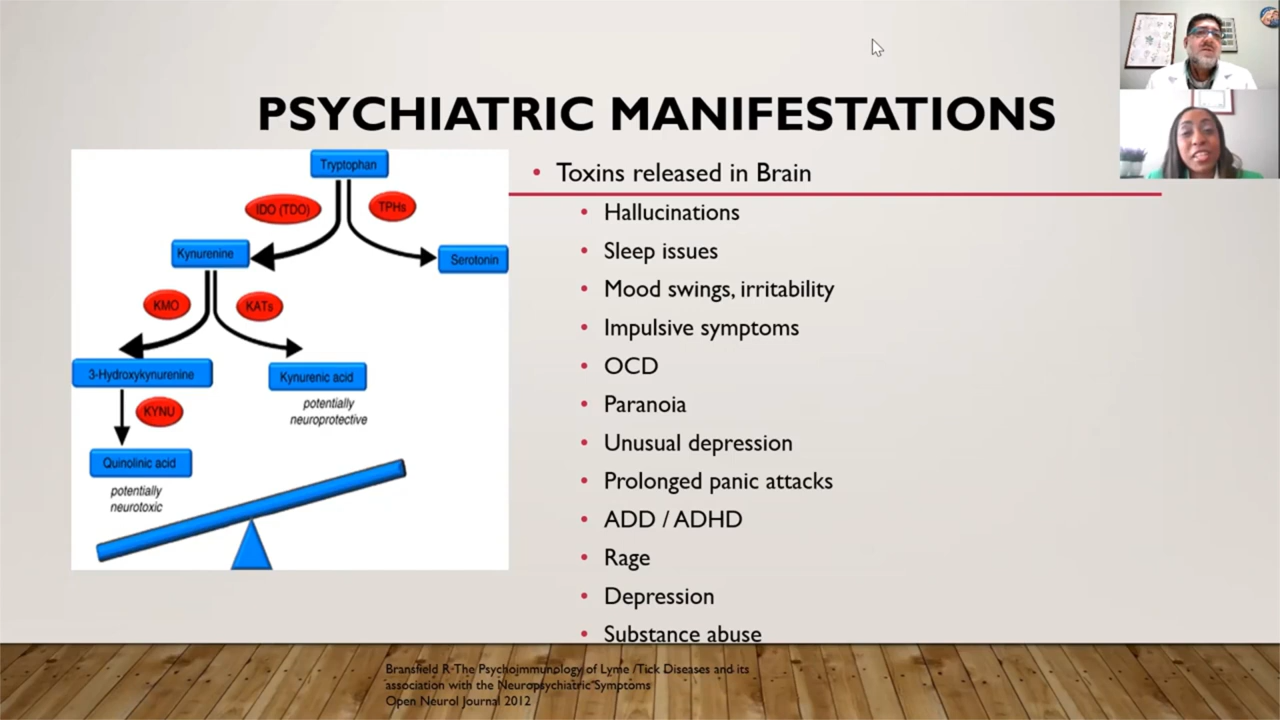 PSYCHIATRIC MANIFESTATIONS
Tryptophan
IDO (TDO)
TPHs
Kynurenine
Serotonin
KMO
KATs
3-Hydroxykynurenine
Kynurenic acid
potentially
neuroprotective
KYNU
Quinolinic acid
potentially
neurotoxic
• Toxins released in Brain
• Hallucinations
• Sleep issues
• Mood swings, irritability
• Impulsive symptoms
• OCD
• Paranoia
• Unusual depression
• Prolonged panic attacks
• ADD / ADHD
• Rage
• Depression
• Substance abuse
Bransfield R The Psychoimmunology of Lyme /Tick Diseases and its
association with the Neuropsychiatric Symptoms
Open Neurol Journal 2012